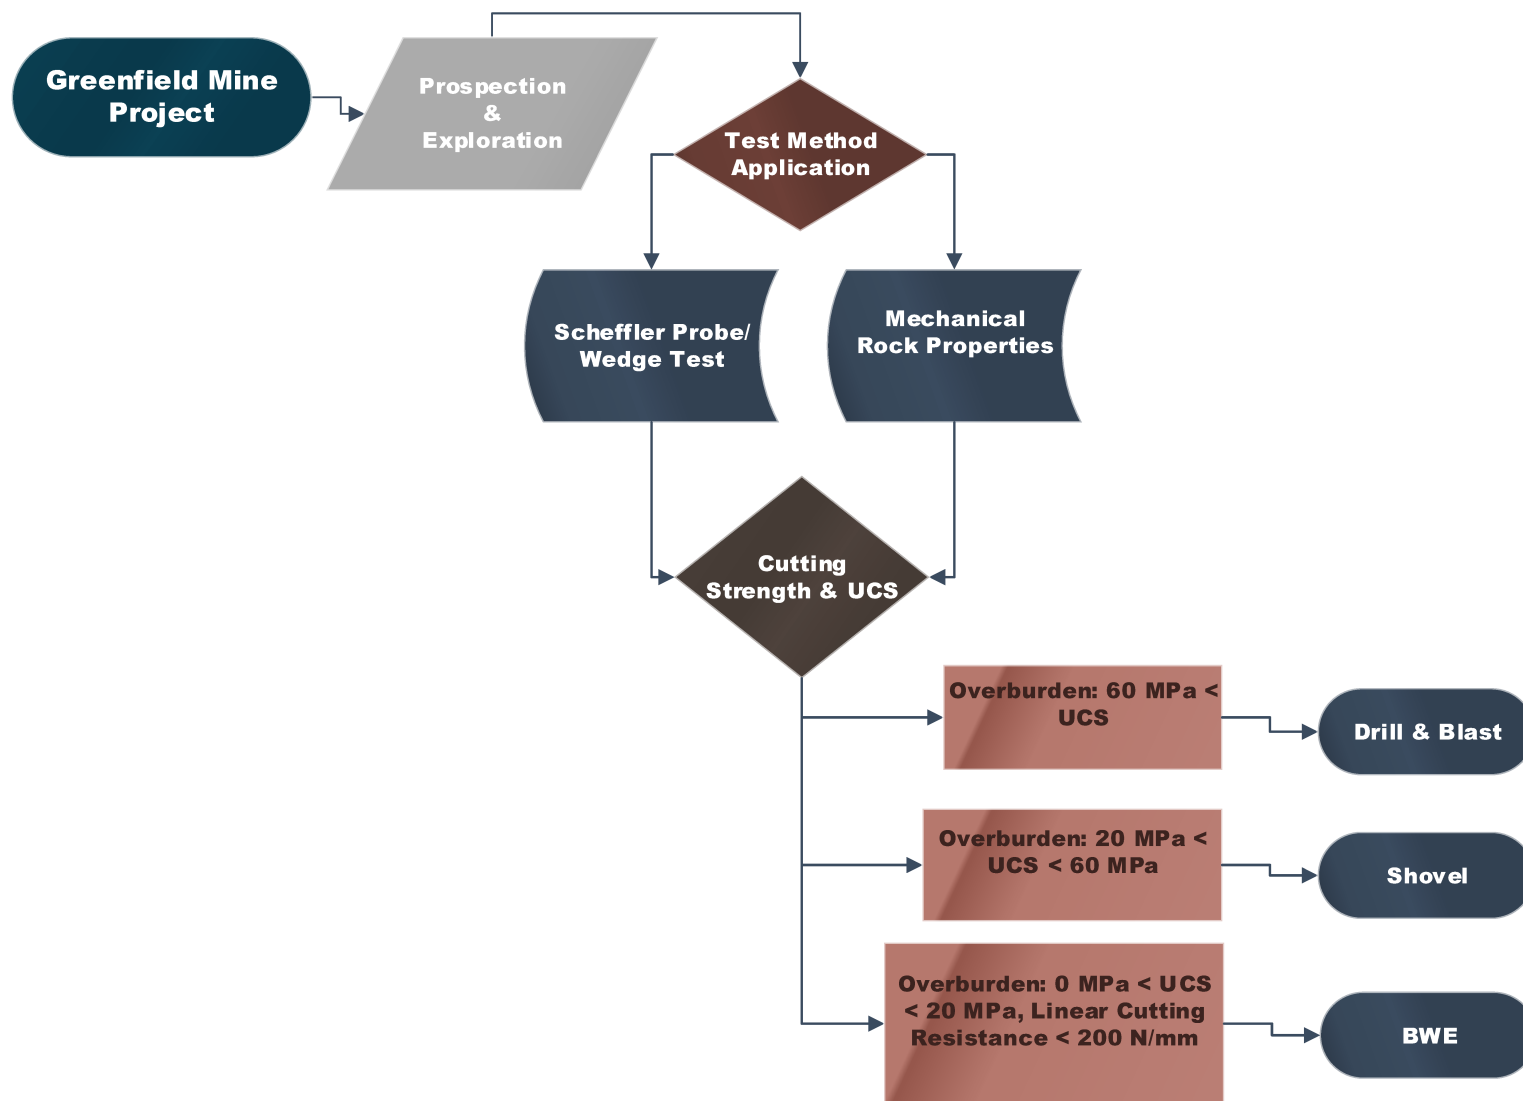 Greenfield Mine
Project
Prospection
&
Exploration
Test Method
Application
Scheffler Probe/
Wedge Test
Mechanical
Rock Properties
Cutting
Strength & UCS
Overburden: 60 MPa <
UCS
Drill & Blast
Overburden: 20 MPa <
UCS < 60 MPa
Shovel
Overburden: 0 MPa < UCS
< 20 MPa, Linear Cutting
Resistance < 200 N/mm
BWE